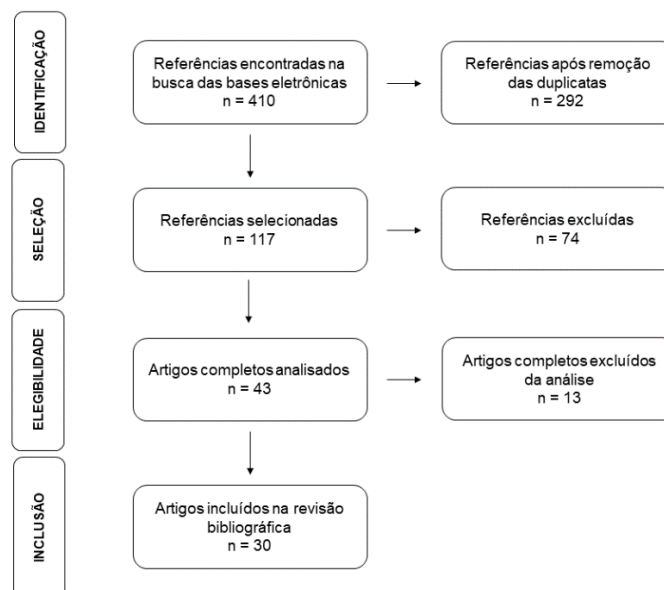 IDENTIFICAÇÃO
Referências encontradas na
busca das bases eletrônicas
n = 410
Referências após remoção
das duplicatas
n = 292
SELEÇÃO
Referências selecionadas
n = 117
Referências excluídas
n = 74
ELEGIBILIDADE
Artigos completos analisados
n = 43
Artigos completos excluídos
da análise
n = 13
INCLUSÃO
Artigos incluídos na revisão
bibliográfica
n = 30